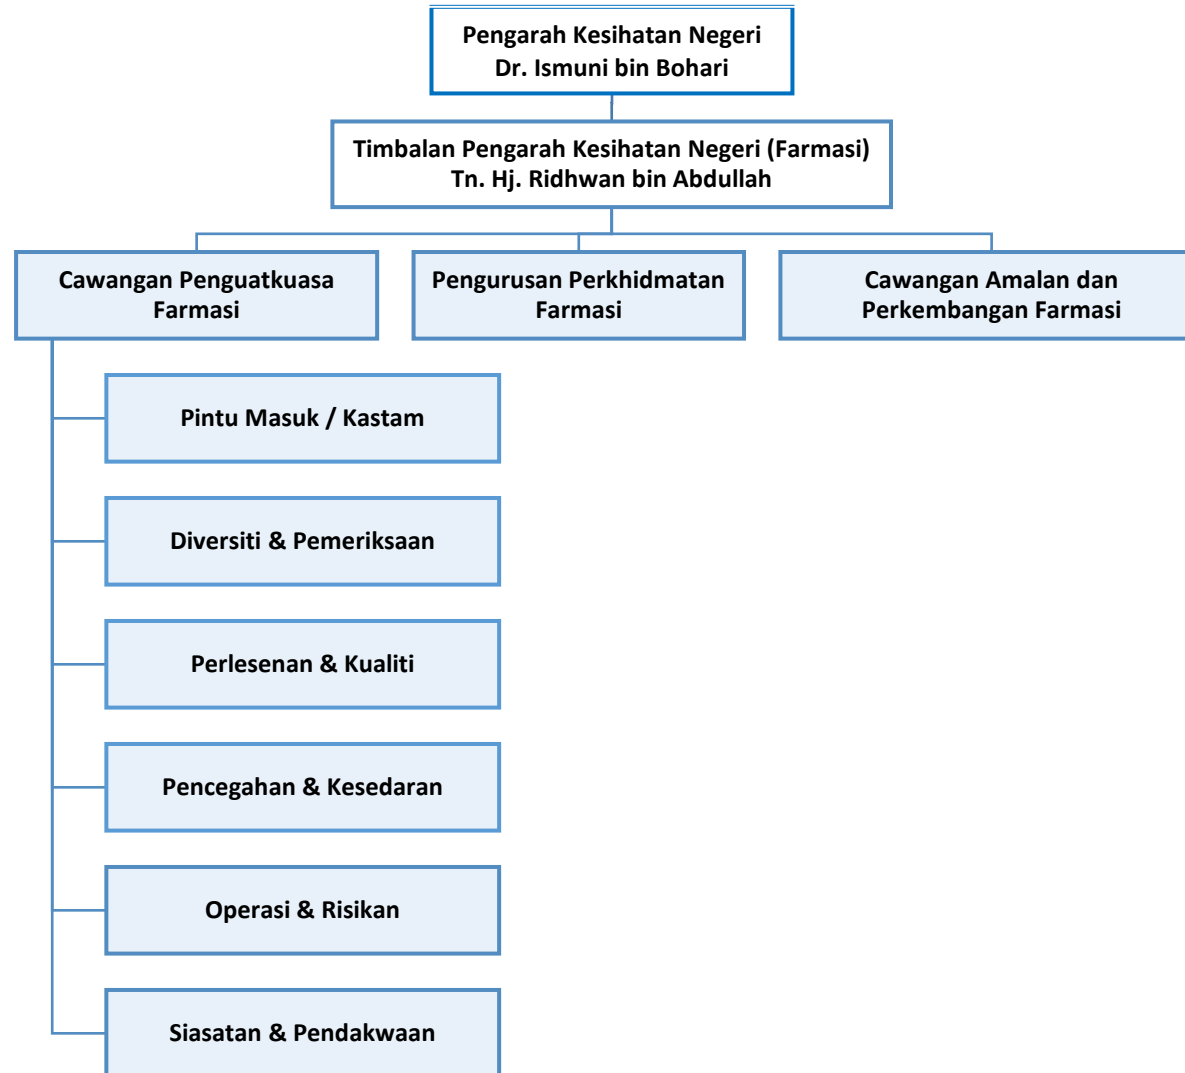 Pengarah Kesihatan Negeri
Dr. Ismuni bin Bohari
Timbalan Pengarah Kesihatan Negeri (Farmasi)
Tn. Hj. Ridhwan bin Abdullah
Cawangan Penguatkuasa
Farmasi
Pengurusan Perkhidmatan
Farmasi
Cawangan Amalan dan
Perkembangan Farmasi
Pintu Masuk / Kastam
Diversiti & Pemeriksaan
Perlesenan & Kualiti
Pencegahan & Kesedaran
Operasi & Risikan
Siasatan & Pendakwaan